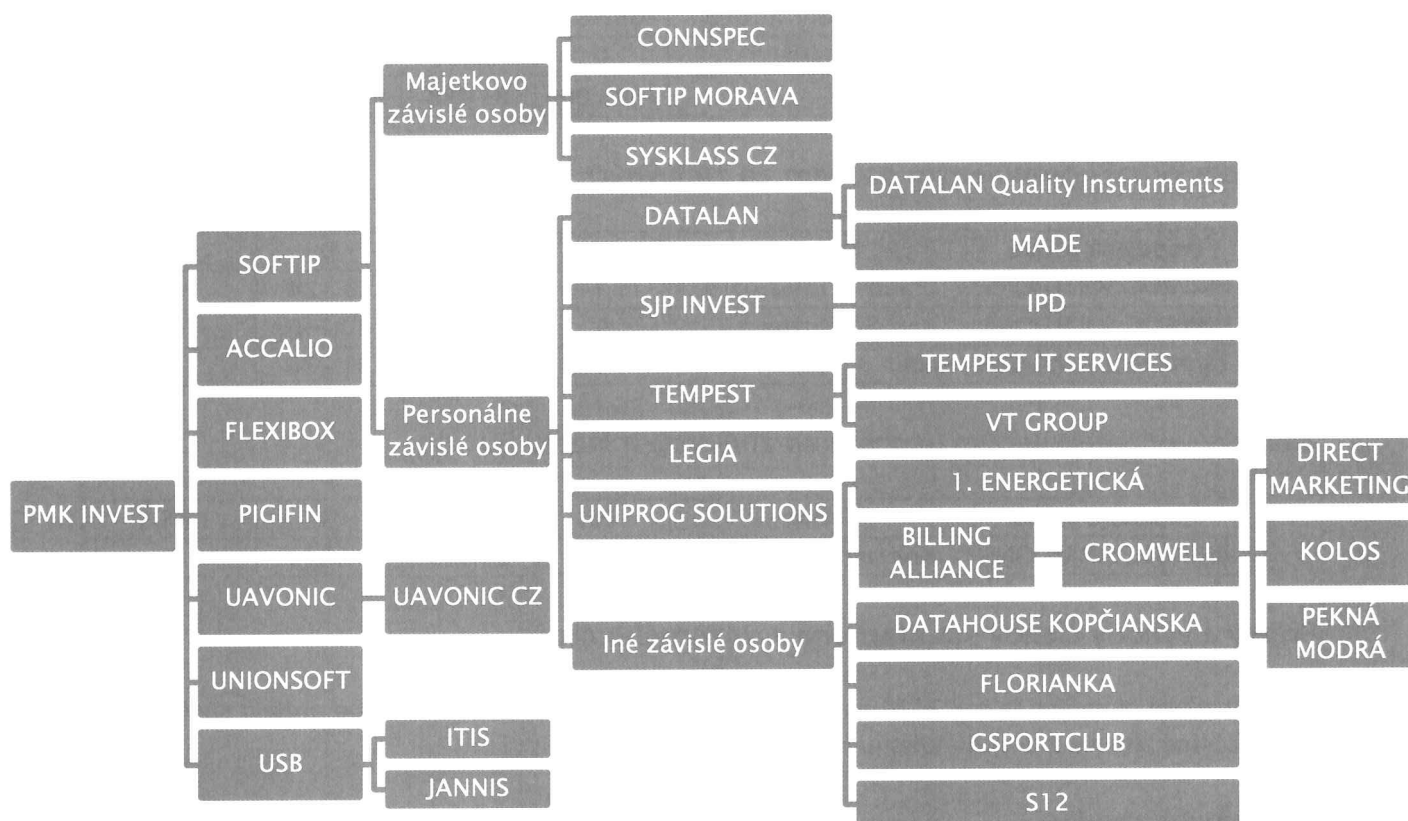 PMK INVEST
SOFTIP
ACCALIO
FLEXIBOX
PIGIFIN
UAVONIC
UNIONSOFT
USB
Majetkovo
závislé osoby
Personálne
závislé osoby
UAVONIC CZ
ITIS
JANNIS
CONNSPEC
SOFTIP MORAVA
SYSKLASS CZ
DATALAN
SJP INVEST
TEMPEST
LEGIA
UNIPROG SOLUTIONS
Iné závislé osoby
DATALAN Quality Instruments
MADE
IPD
TEMPEST IT SERVICES
VT GROUP
1. ENERGETICKÁ
BILLING
ALLIANCE
CROMWELL
DATAHOUSE KOPČIANSKA
FLORIANKA
GSPORTCLUB
S12
DIRECT
MARKETING
KOLOS
PEKNÁ
MODRÁ